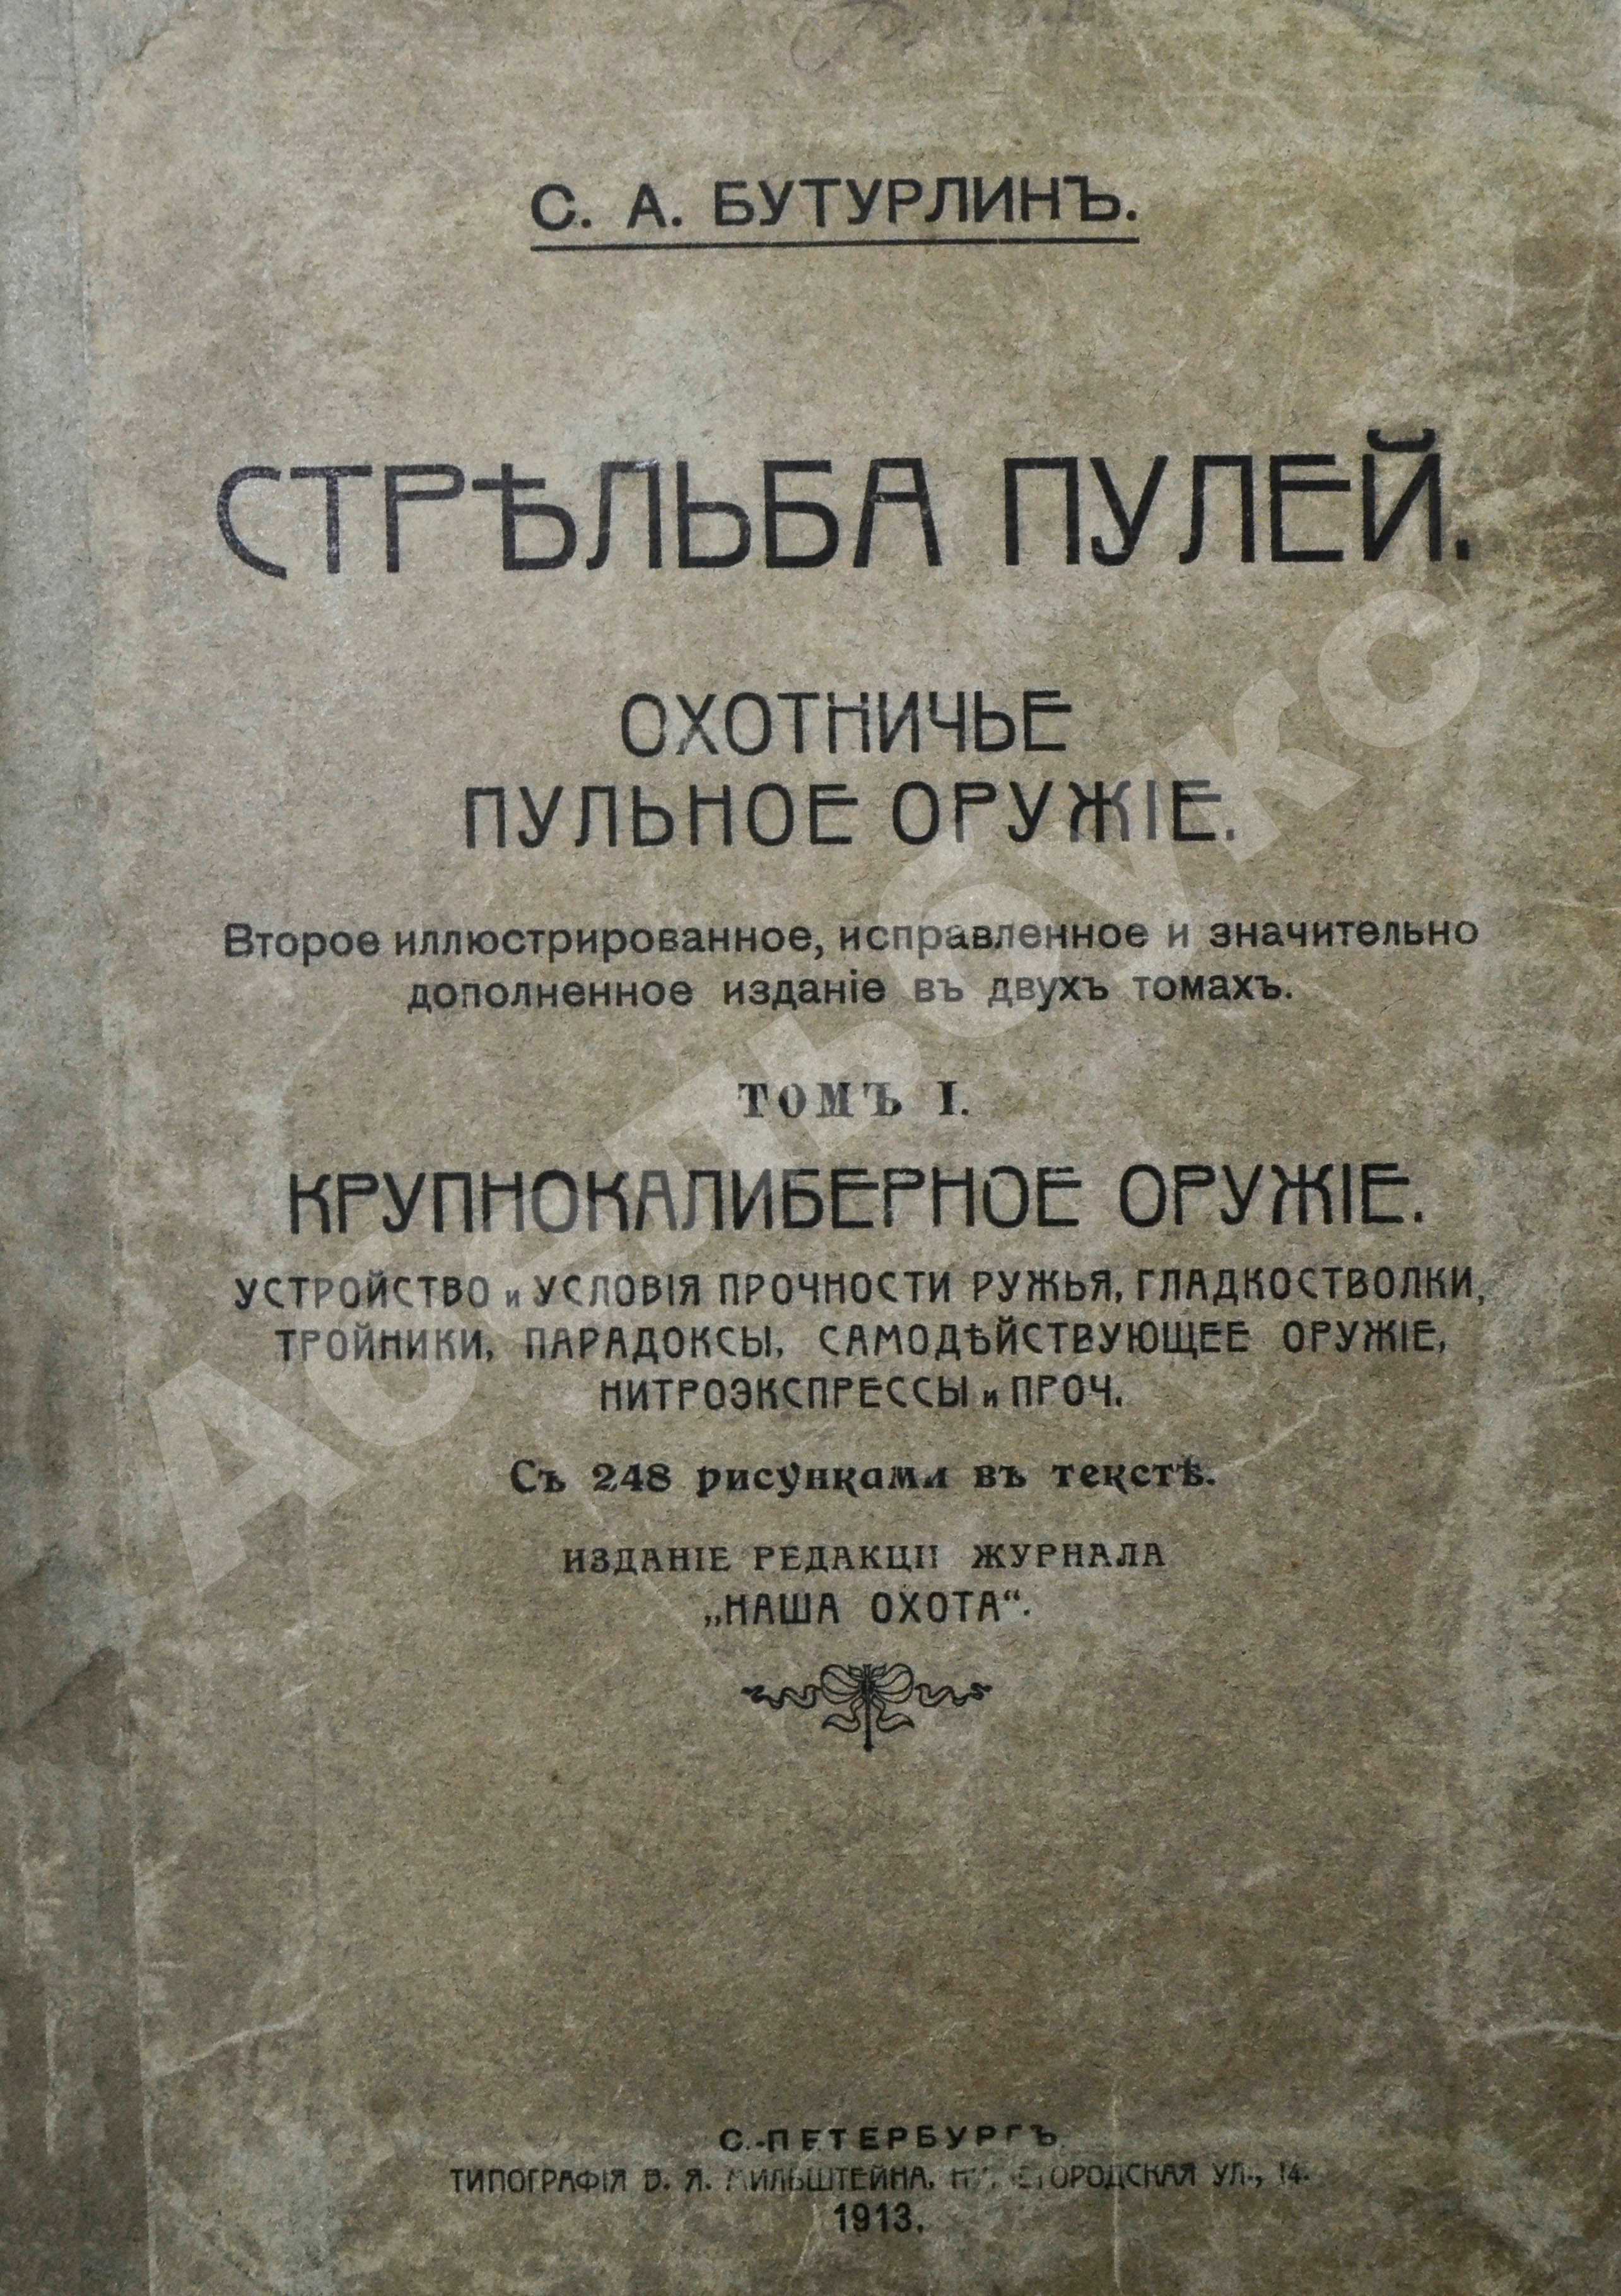 С. А. БУТУРЛИНЪ.
СТРѢЛЬБА ПУЛЕЙ.
ОХОТНИЧЬЕ
ПУЛЬНОЕ ОРУЖІЕ.
Второе иллюстрированное, исправленное и значительно
дополненное изданіе въ двухъ томахъ.
ТОМЪ I.
КРУПНОКАЛИБЕРНОЕ ОРУЖІЕ.
УСТРОЙСТВО и УСЛОВІЯ ПРОЧНОСТИ РУЖЬЯ, ГЛАДКОСТВОЛКИ,
ТРОЙНИКИ, ПАРАДОКСЫ, САМОДѢЙСТВУЮЩЕЕ ОРУЖІЕ,
НИТРОЭКСПРЕССЫ и ПРОЧ.
Съ 248 рисунками въ текстѣ.
ИЗДАНІЕ РЕДАКЦІИ ЖУРНАЛА
„НАША ОХОТА“.
С.-ПЕТЕРБУРГЪ
ТИПОГРАФІЯ В. Я. МИЛЬШТЕЙНА, УЛ., 14.
1913.